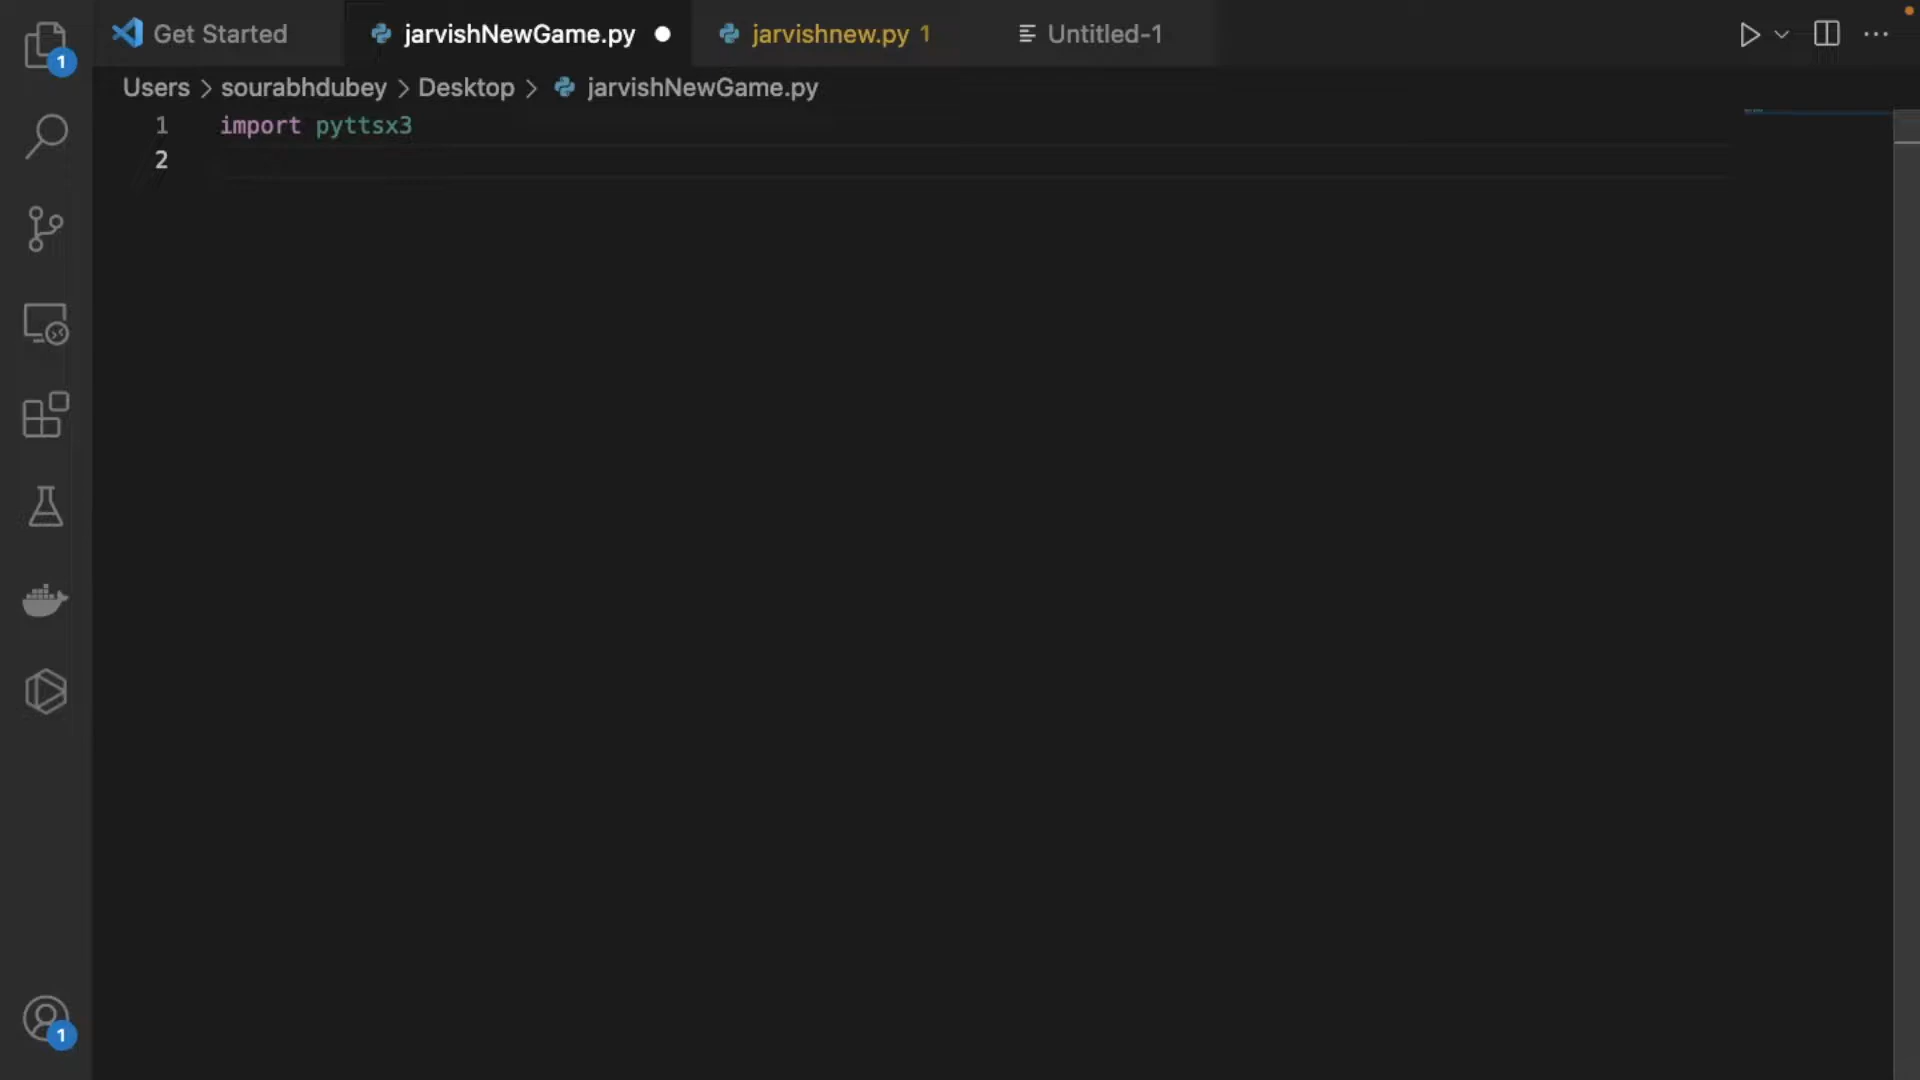 Get Started jarvishNewGame.py jarvishnew.py 1 Untitled-1
1
Users > sourabhdubey > Desktop > jarvishNewGame.py
1 import pyttsx3
2
1